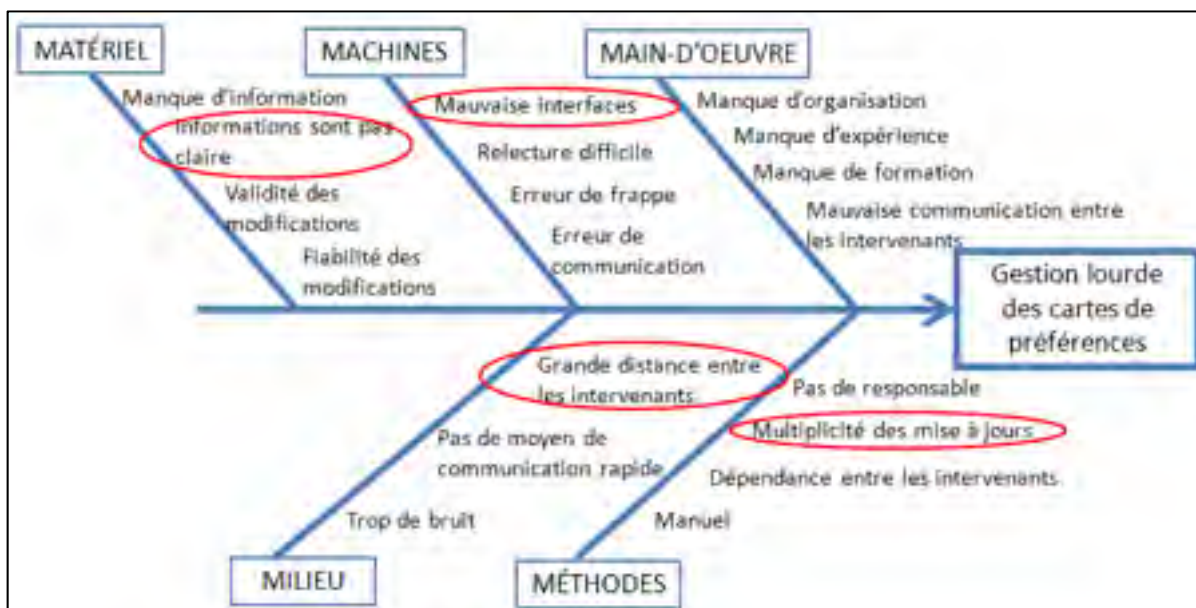 MATÉRIEL
MACHINES
MAIN-D'OEUVRE
Manque d'information
Informations sont pas
claire
Validité des
modifications
Fiabilité des
modifications
Mauvaise interfaces
Relecture difficile
Erreur de frappe
Erreur de
communication
Manque d'organisation
Manque d'expérience
Manque de formation
Mauvaise communication entre
les intervenants
Gestion lourde
des cartes de
préférences
Grande distance entre
les intervenants
Pas de moyen de
communication rapide
Trop de bruit
Pas de responsable
Multiplicité des mise à jours
Dépendance entre les intervenants
Manuel
MILIEU
MÉTHODES